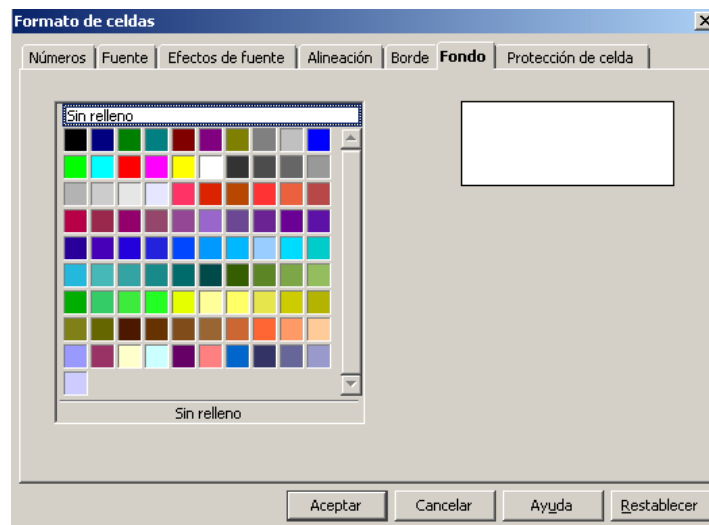 Formato de celdas
Números Fuente Efectos de fuente Alineación Borde Fondo Protección de celda
Sin relleno
Sin relleno
Aceptar Cancelar Ayuda Restablecer